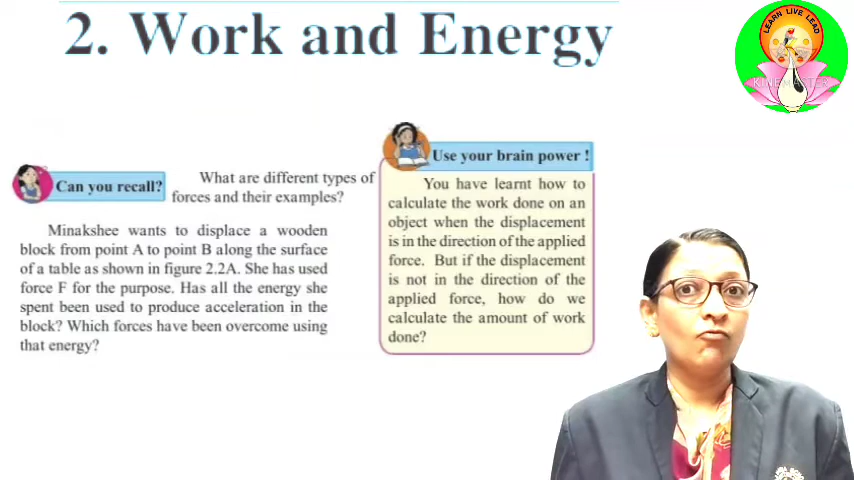 2. Work and Energy
LEARN LIVE LEAD
KINEMASTER
Can you recall?
What are different types of
forces and their examples?
Minakshee wants to displace a wooden
block from point A to point B along the surface
of a table as shown in figure 2.2A. She has used
force F for the purpose. Has all the energy she
spent been used to produce acceleration in the
block? Which forces have been overcome using
that energy?
Use your brain power !
You have learnt how to
calculate the work done on an
object when the displacement
is in the direction of the applied
force. But if the displacement
is not in the direction of the
applied force, how do we
calculate the amount of work
done?